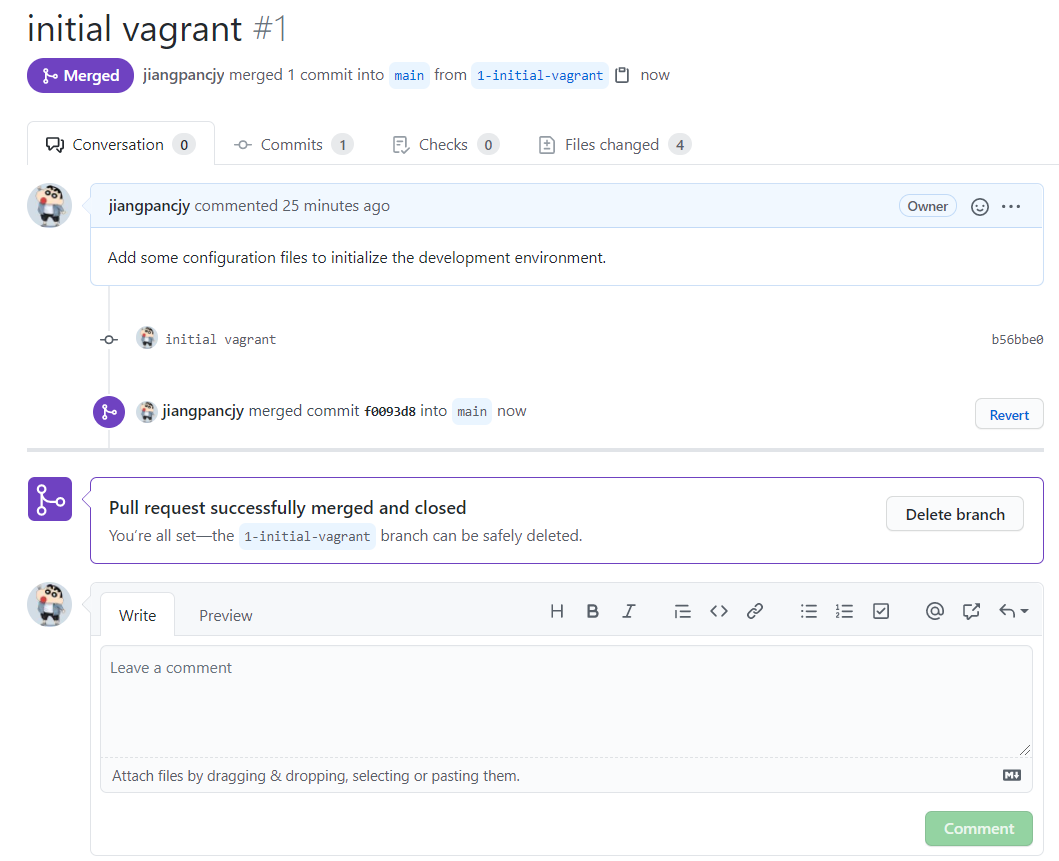 initial vagrant #1
Merged jiangpancjy merged 1 commit into main from 1-initial-vagrant now
Conversation 0 Commits 1 Checks 0 Files changed 4
jiangpancjy commented 25 minutes ago Owner
Add some configuration files to initialize the development environment.
initial vagrant b56bbe0
jiangpancjy merged commit f0093d8 into main now Revert
Pull request successfully merged and closed
You're all set—the 1-initial-vagrant branch can be safely deleted.
Delete branch
Write Preview
Leave a comment
Attach files by dragging & dropping, selecting or pasting them.
Comment